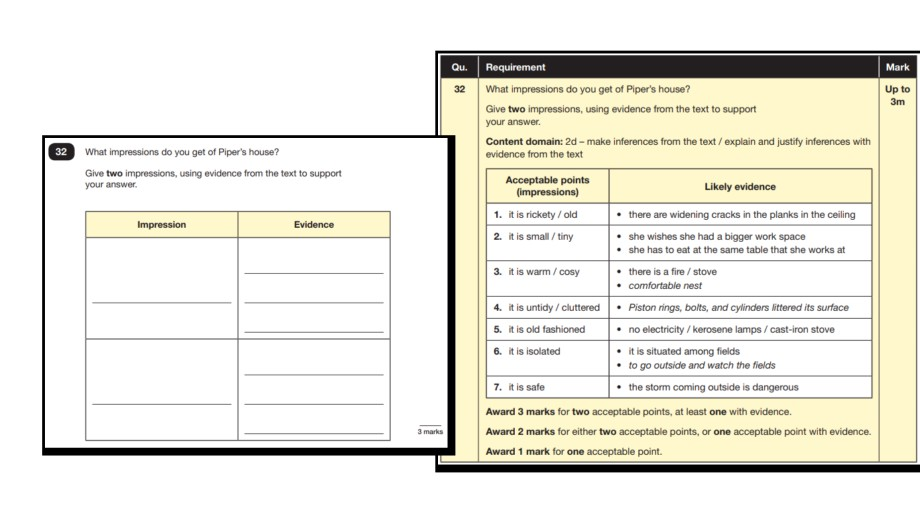 32 What impressions do you get of Piper's house?
Give two impressions, using evidence from the text to support
your answer.
Impression Evidence
3 marks
Qu. Requirement Mark
32 What impressions do you get of Piper's house? Up to
3m
Give two impressions, using evidence from the text to support
your answer.
Content domain: 2d – make inferences from the text / explain and justify inferences with
evidence from the text
Acceptable points
(impressions)
Likely evidence
1. it is rickety / old • there are widening cracks in the planks in the ceiling
2. it is small / tiny • she wishes she had a bigger work space
• she has to eat at the same table that she works at
3. it is warm / cosy • there is a fire / stove
• comfortable nest
4. it is untidy / cluttered • Piston rings, bolts, and cylinders littered its surface
5. it is old fashioned • no electricity / kerosene lamps / cast-iron stove
6. it is isolated • it is situated among fields
• to go outside and watch the fields
7. it is safe • the storm coming outside is dangerous
Award 3 marks for two acceptable points, at least one with evidence.
Award 2 marks for either two acceptable points, or one acceptable point with evidence.
Award 1 mark for one acceptable point.